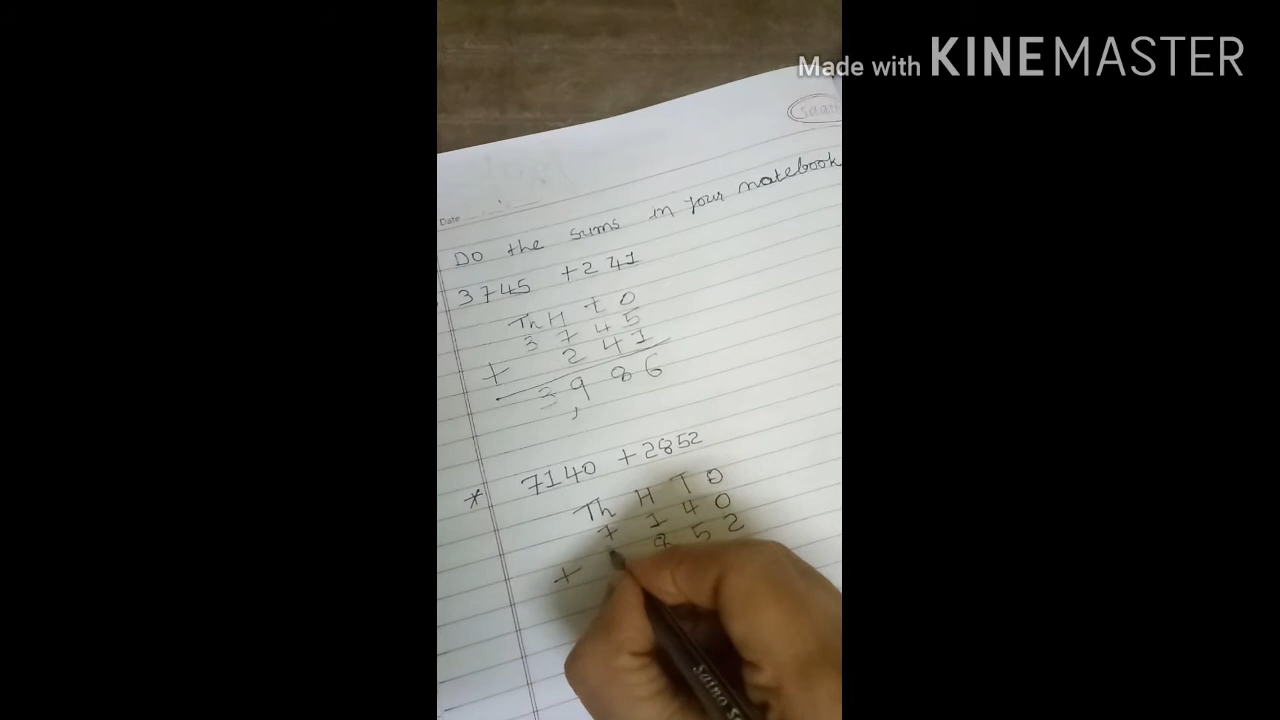 Made with KINEMASTER
Date
Do the sums in your notebook
3745 + 241
Th H t O
3 7 4 5
+ 2 4 1
3 9 8 6
* 7140 + 2852
Th H T O
7 1 4 0
+ 8 5 2